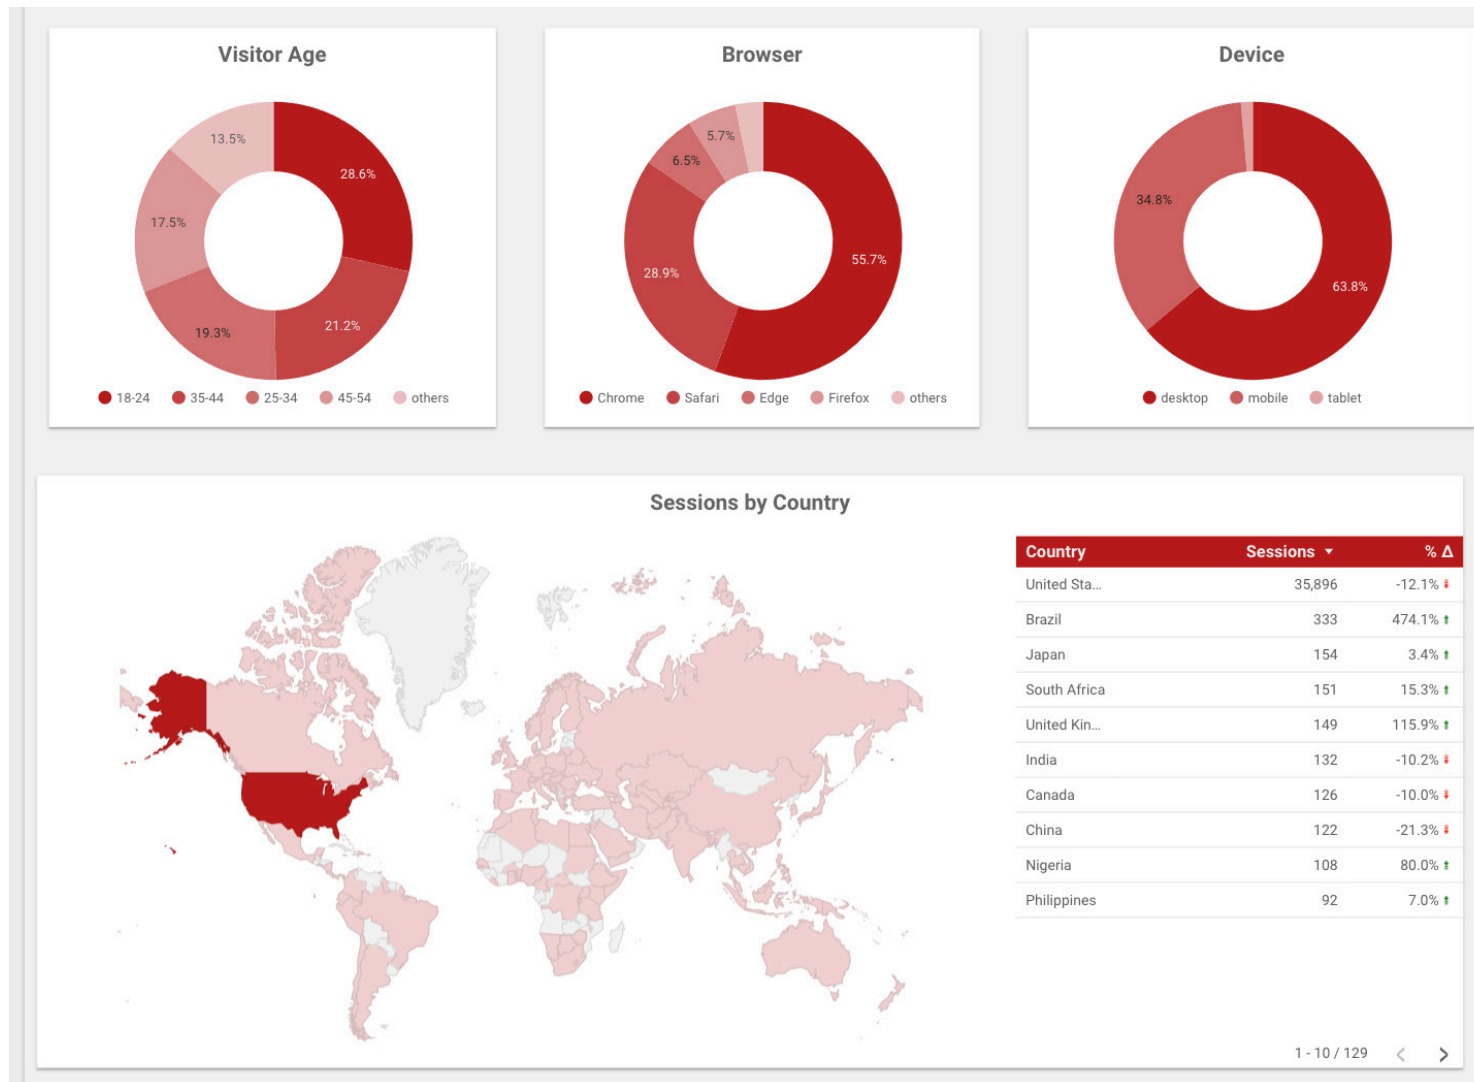 Visitor Age
13.5%
28.6%
17.5%
19.3%
21.2%
18-24 35-44 25-34 45-54 others
Browser
5.7%
6.5%
28.9%
55.7%
Chrome Safari Edge Firefox others
Device
34.8%
63.8%
desktop mobile tablet
Sessions by Country
Country Sessions % Δ
United Sta... 35,896 -12.1%
Brazil 333 474.1%
Japan 154 3.4%
South Africa 151 15.3%
United Kin... 149 115.9%
India 132 -10.2%
Canada 126 -10.0%
China 122 -21.3%
Nigeria 108 80.0%
Philippines 92 7.0%
1 - 10 / 129